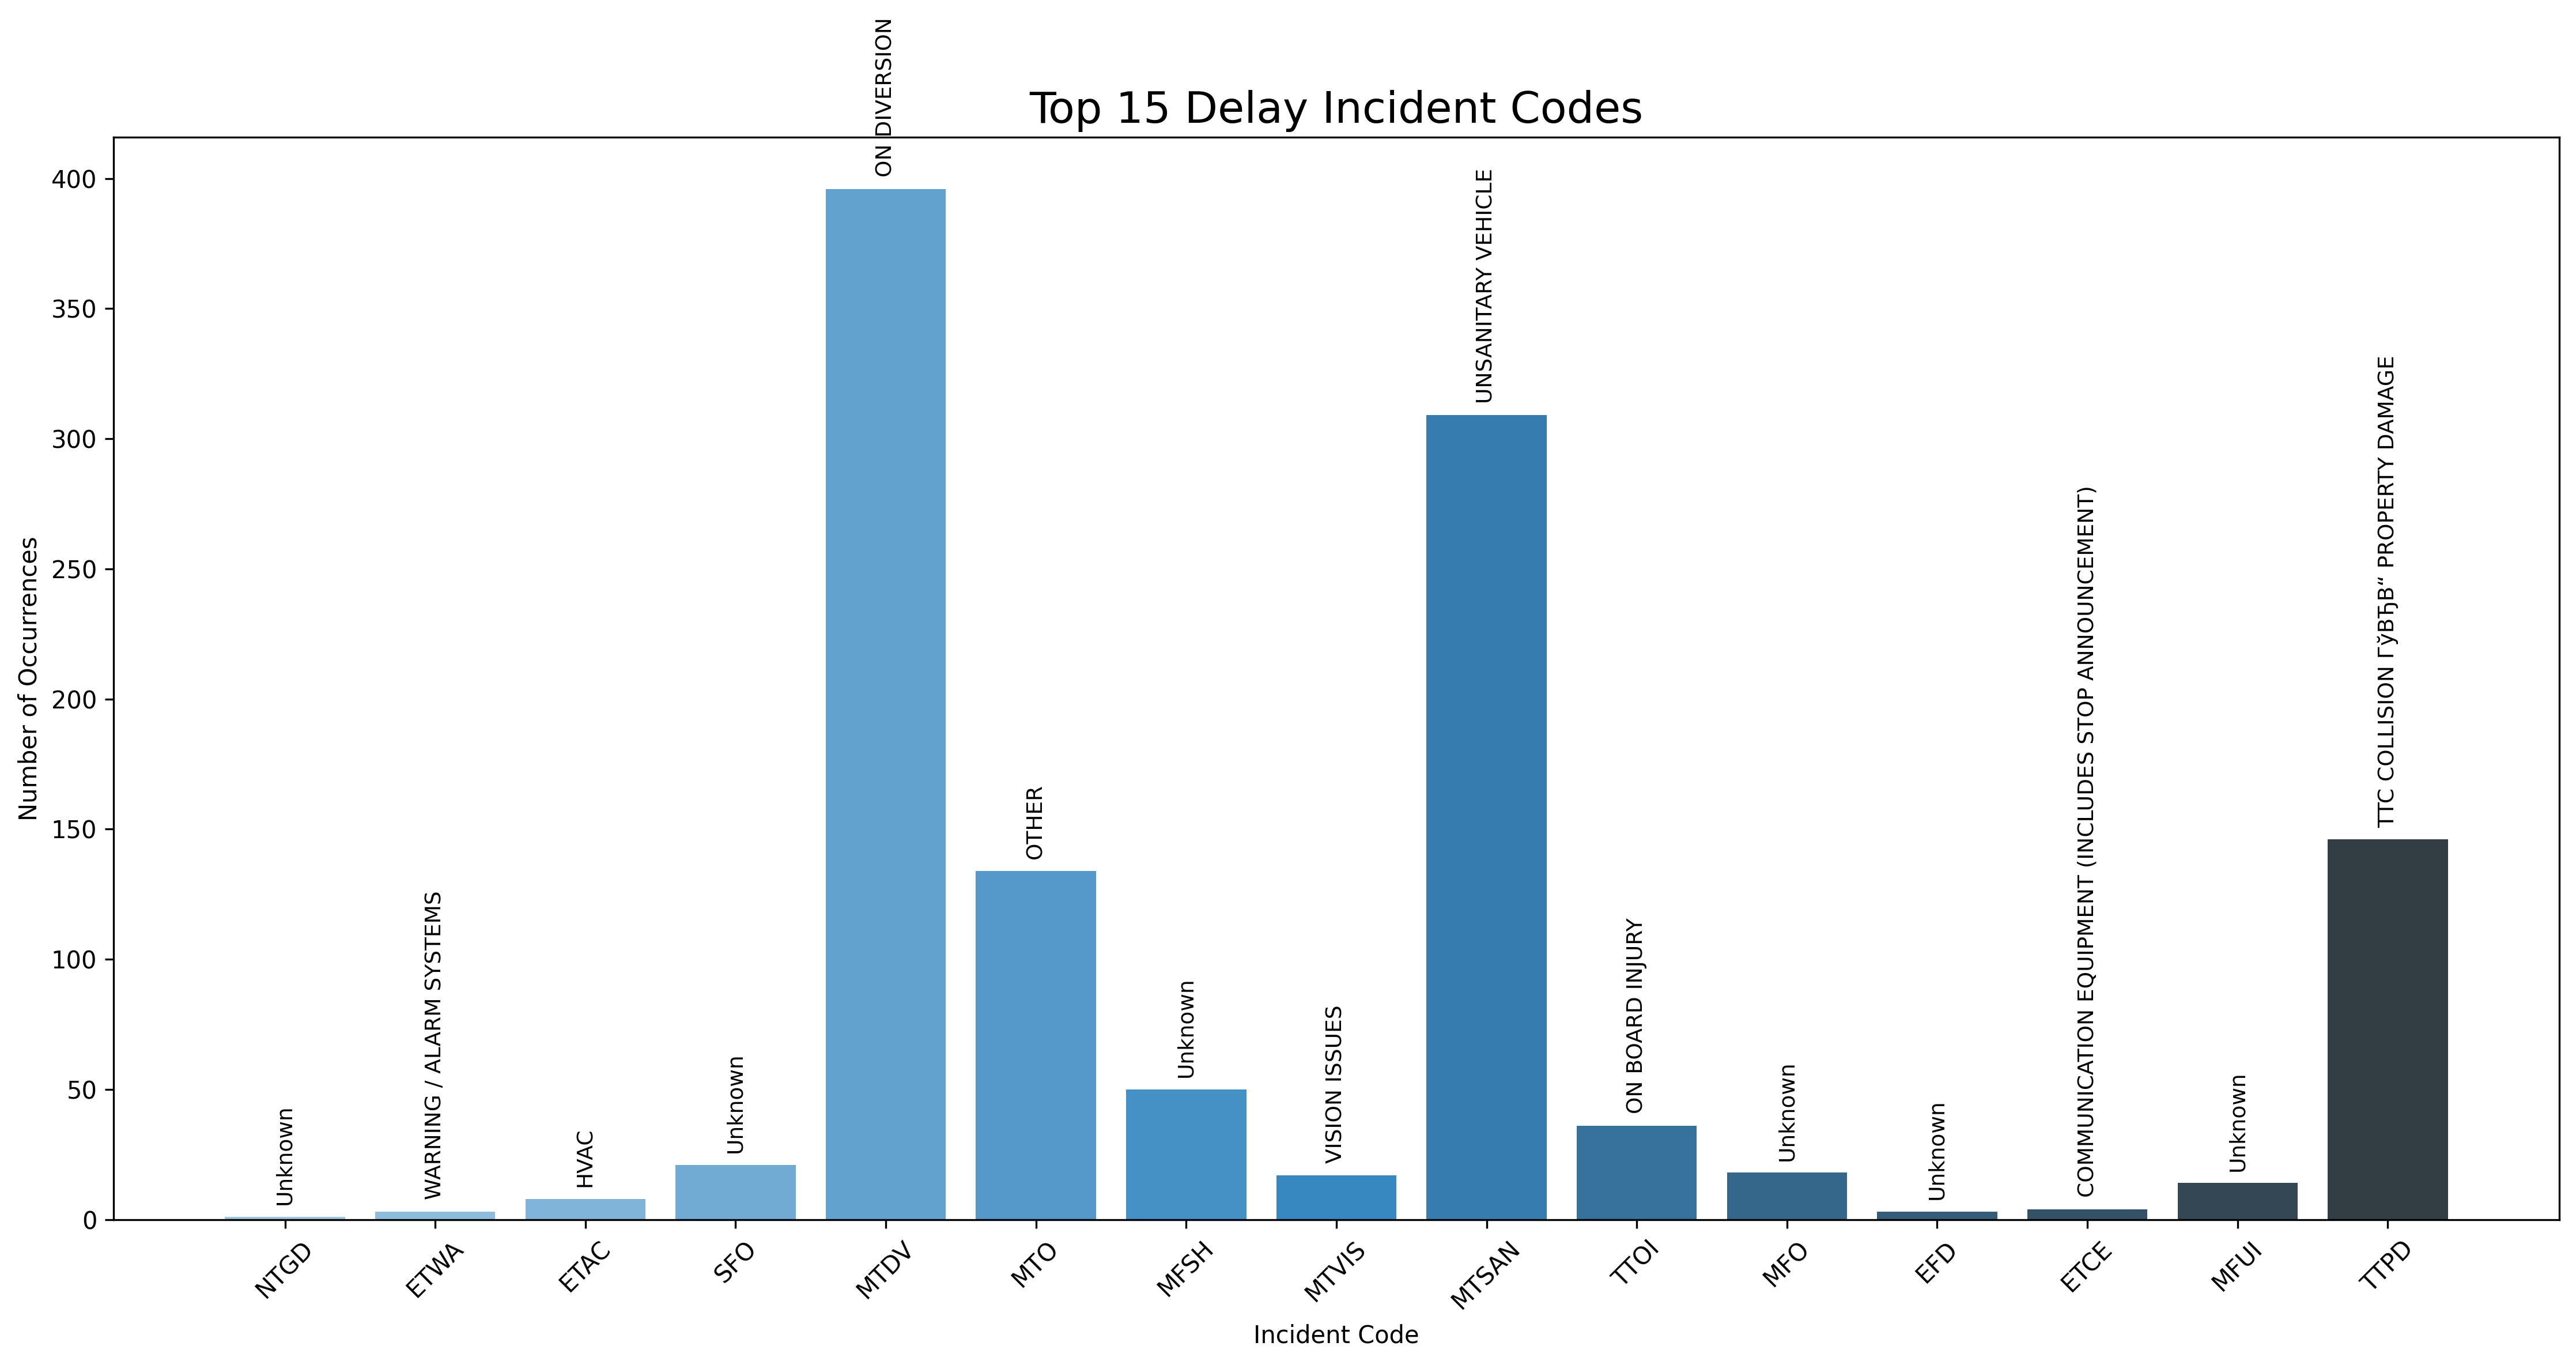 Top 15 Delay Incident Codes
Number of Occurrences
400
350
300
250
200
150
100
50
0
Unknown
WARNING / ALARM SYSTEMS
HVAC
Unknown
ON DIVERSION
OTHER
Unknown
VISION ISSUES
UNSANITARY VEHICLE
ON BOARD INJURY
Unknown
Unknown
COMMUNICATION EQUIPMENT (INCLUDES STOP ANNOUNCEMENT)
Unknown
TTC COLLISION ГўВЂВ“ PROPERTY DAMAGE
NTGD
ETWA
ETAC
SFO
MTDV
MTO
MFSH
MTVIS
MTSAN
TTOI
MFO
EFD
ETCE
MFUI
TTPD
Incident Code